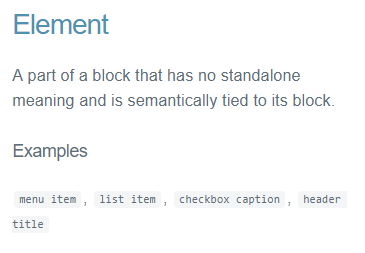 Element
A part of a block that has no standalone
meaning and is semantically tied to its block.
Examples
menu item, list item, checkbox caption, header
title